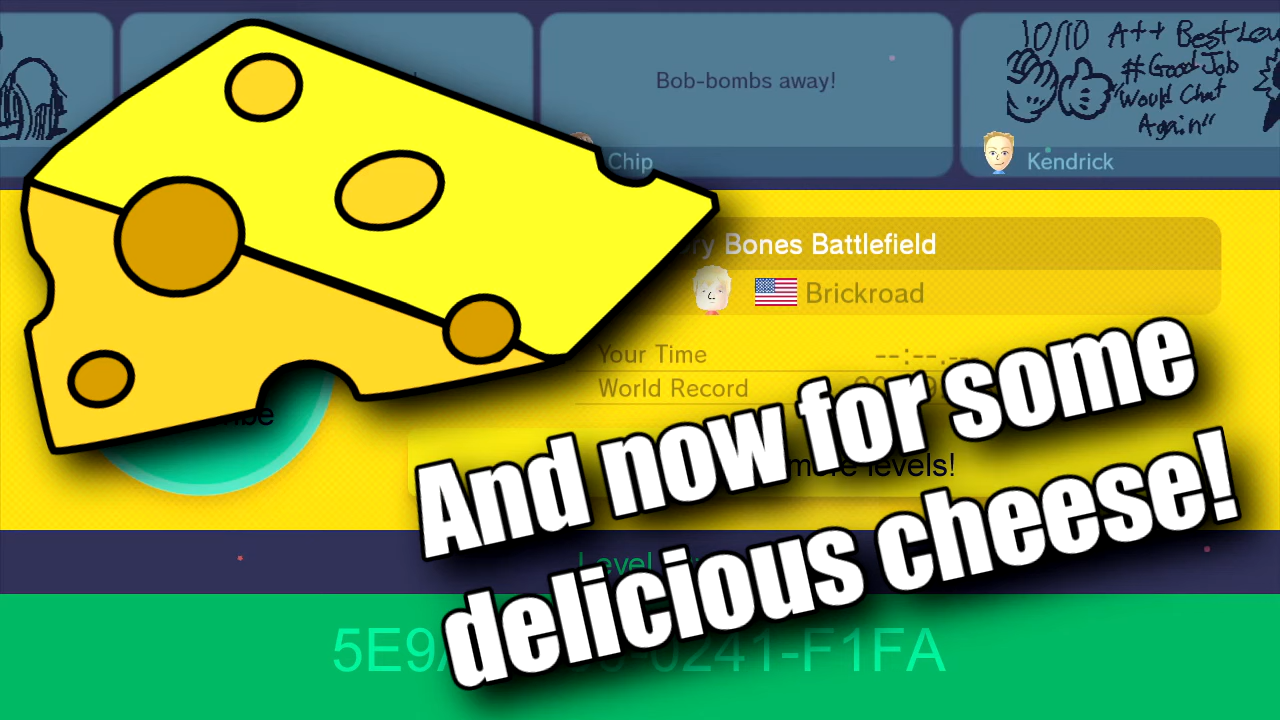 10/10 A++ Best
#GoodJob
Bob-bombs away!
"Would Chat
Again"
Chip
Kendrick
Bones Battlefield
Brickroad
Your Time --:--.---
World Record
And now for some
levels!
delicious cheese!
Level
0241-F1FA